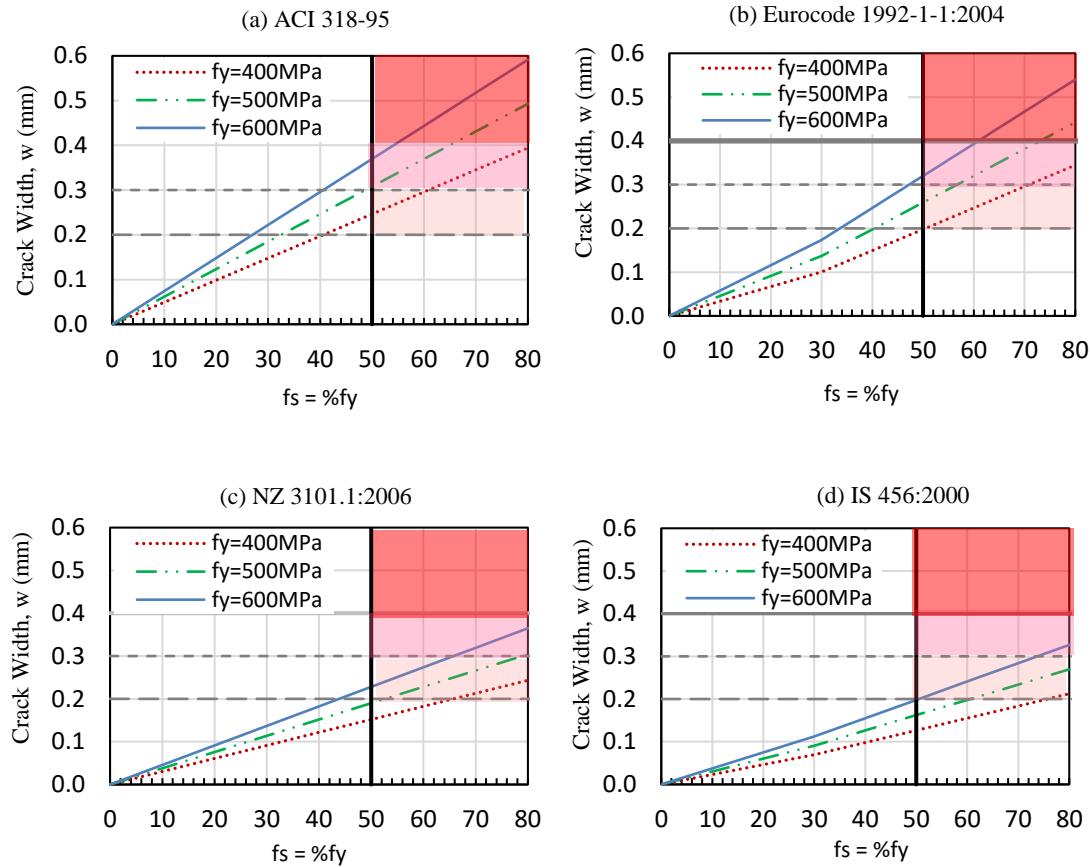 (a) ACI 318-95
0.6
0.5
0.4
0.3
0.2
0.1
0.0
Crack Width, w (mm)
fy=400MPa
fy=500MPa
fy=600MPa
0 10 20 30 40 50 60 70 80
fs = %fy
(b) Eurocode 1992-1-1:2004
0.6
0.5
0.4
0.3
0.2
0.1
0.0
Crack Width, w (mm)
fy=400MPa
fy=500MPa
fy=600MPa
0 10 20 30 40 50 60 70 80
fs = %fy
(c) NZ 3101.1:2006
0.6
0.5
0.4
0.3
0.2
0.1
0.0
Crack Width, w (mm)
fy=400MPa
fy=500MPa
fy=600MPa
0 10 20 30 40 50 60 70 80
fs = %fy
(d) IS 456:2000
0.6
0.5
0.4
0.3
0.2
0.1
0.0
Crack Width, w (mm)
fy=400MPa
fy=500MPa
fy=600MPa
0 10 20 30 40 50 60 70 80
fs = %fy